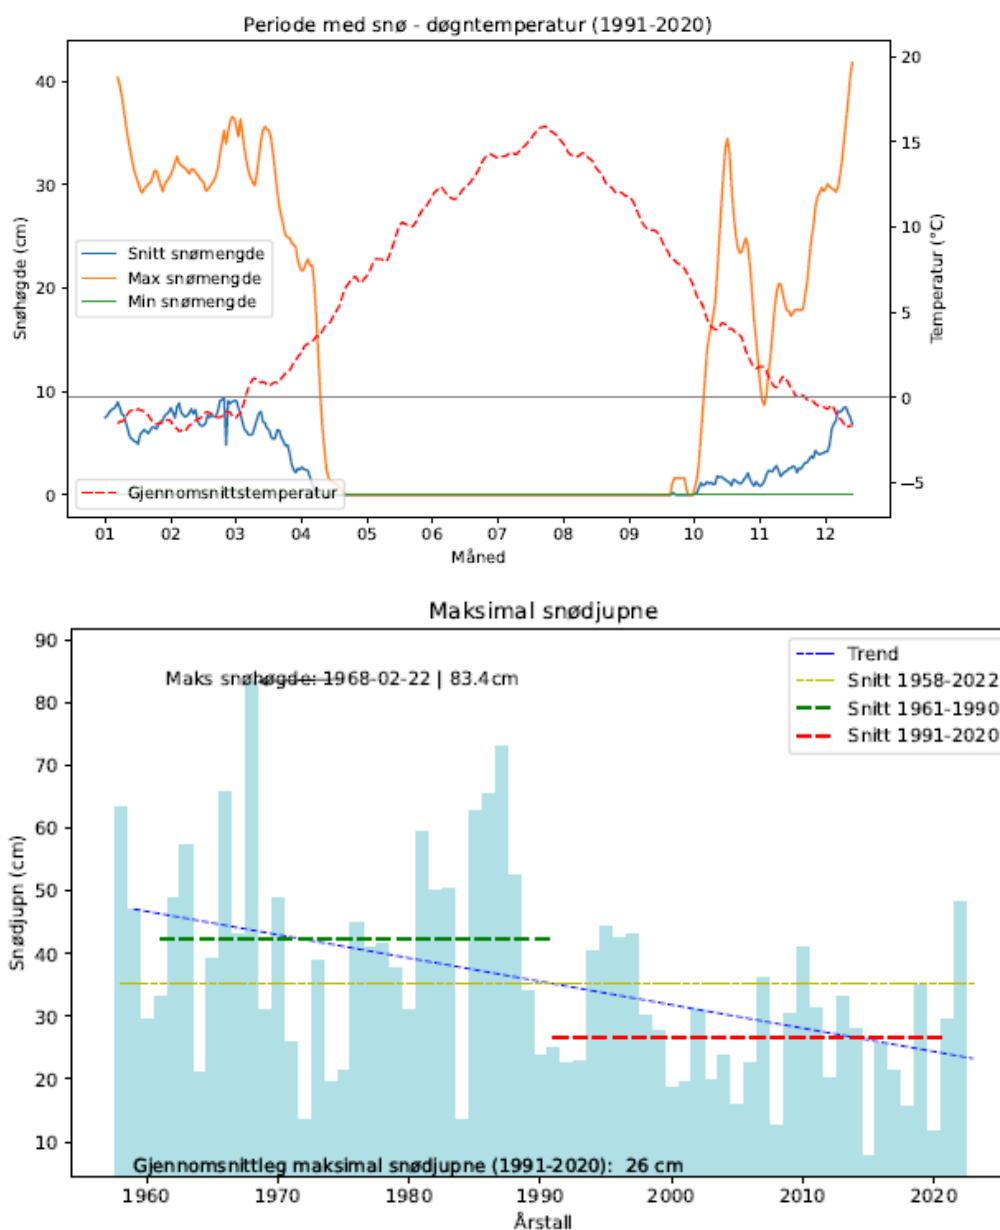 Periode med snø - døgntemperatur (1991-2020)
40
30
20
10
0
Snøhøgde (cm)
20
15
10
5
0
−5
Temperatur (°C)
Snitt snømengde
Max snømengde
Min snømengde
Gjennomsnittstemperatur
01 02 03 04 05 06 07 08 09 10 11 12
Måned
Maksimal snødjupne
90
80
70
60
50
40
30
20
10
Snødjupn (cm)
Maks snøhøgde: 1968-02-22 | 83.4cm
Trend
Snitt 1958-2022
Snitt 1961-1990
Snitt 1991-2020
Gjennomsnittleg maksimal snødjupne (1991-2020): 26 cm
1960 1970 1980 1990 2000 2010 2020
Årstall